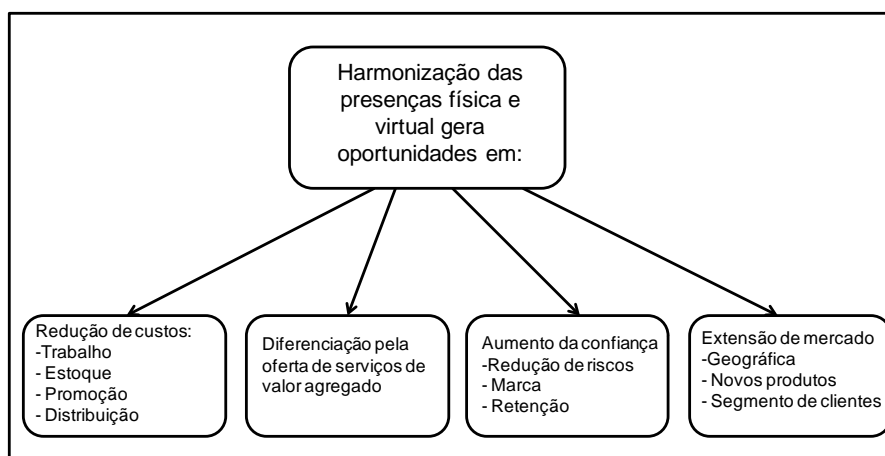 Harmonização das
presenças física e
virtual gera
oportunidades em:
Redução de custos:
-Trabalho
- Estoque
- Promoção
- Distribuição
Diferenciação pela
oferta de serviços de
valor agregado
Aumento da confiança
-Redução de riscos
- Marca
- Retenção
Extensão de mercado
-Geográfica
- Novos produtos
- Segmento de clientes